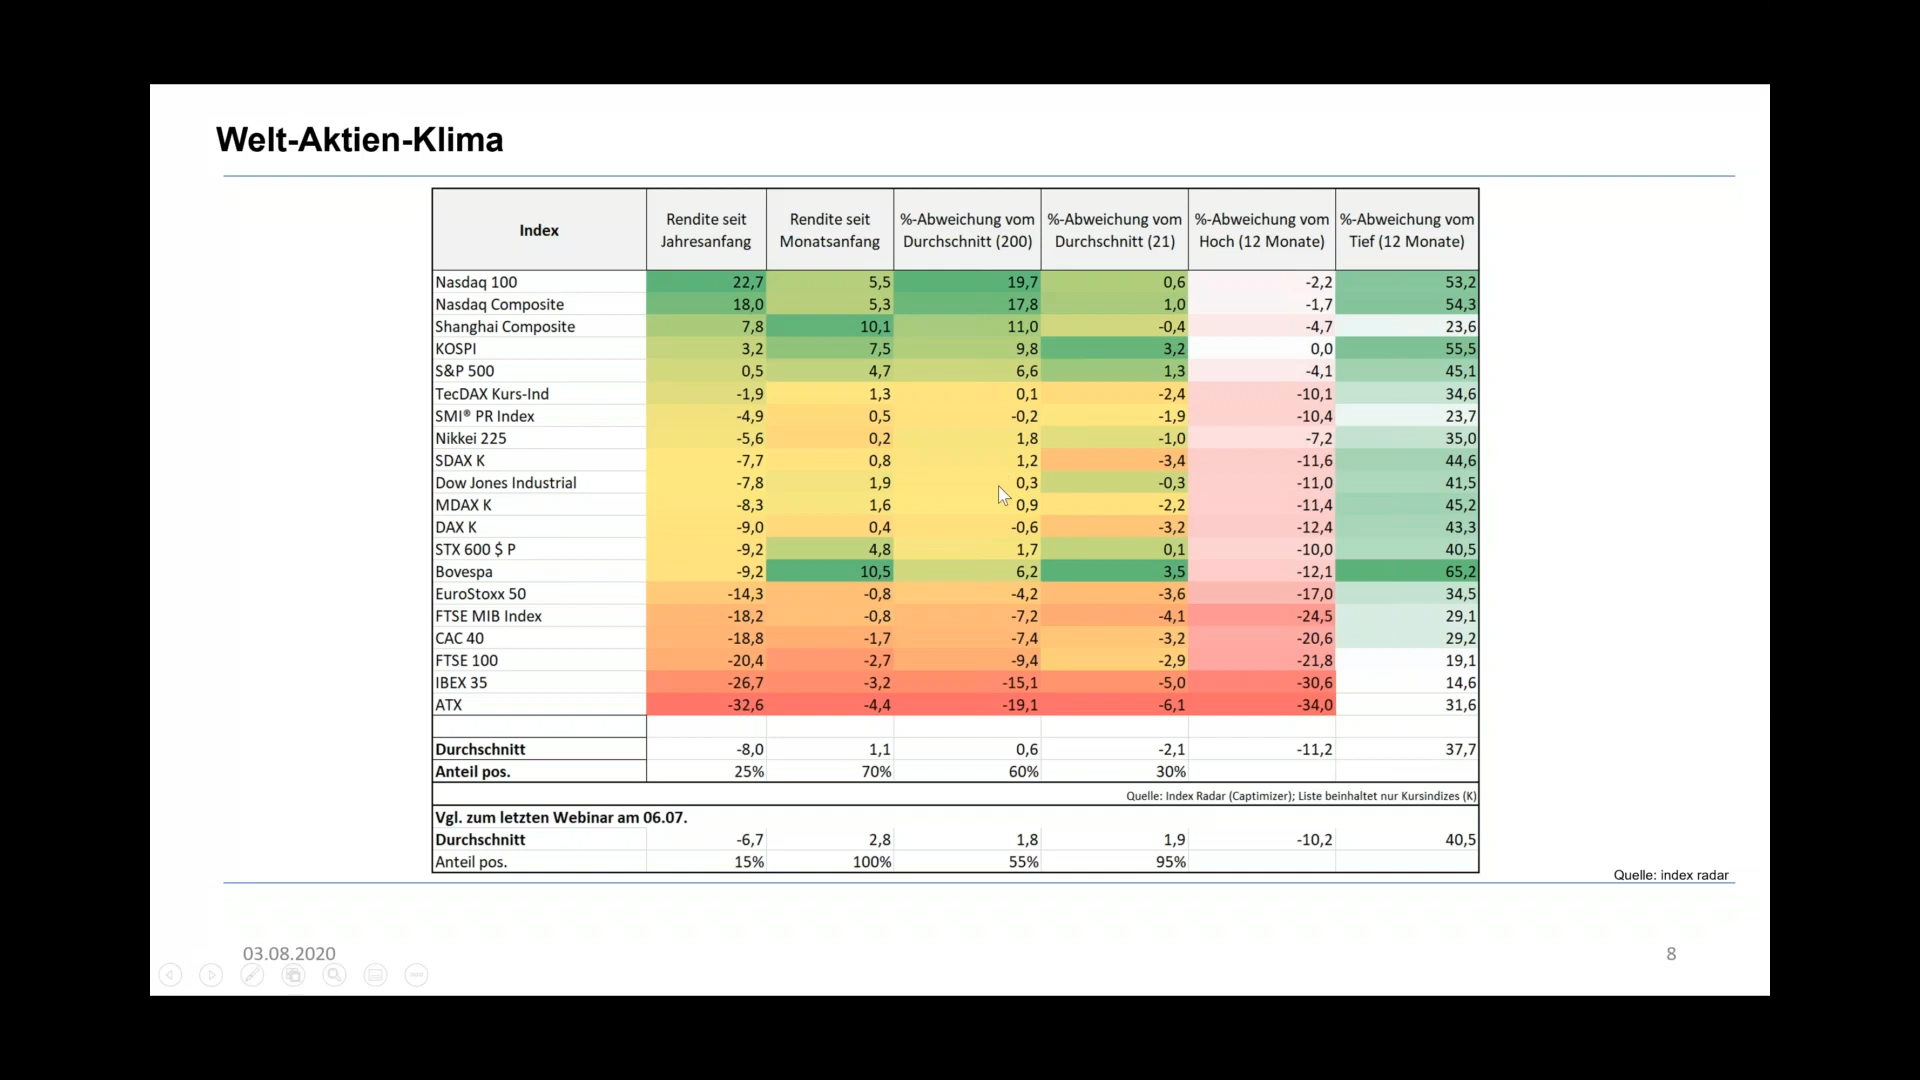 Welt-Aktien-Klima
Index Rendite seit Jahresanfang Rendite seit Monatsanfang %-Abweichung vom Durchschnitt (200) %-Abweichung vom Durchschnitt (21) %-Abweichung vom Hoch (12 Monate) %-Abweichung vom Tief (12 Monate)
Nasdaq 100 22,7 5,5 19,7 0,6 -2,2 53,2
Nasdaq Composite 18,0 5,3 17,8 1,0 -1,7 54,3
Shanghai Composite 7,8 10,1 11,0 -0,4 -4,7 23,6
KOSPI 3,2 7,5 9,8 3,2 0,0 55,5
S&P 500 0,5 4,7 6,6 1,3 -4,1 45,1
TecDAX Kurs-Ind -1,9 1,3 0,1 -2,4 -10,1 34,6
SMI® PR Index -4,9 0,5 -0,2 -1,9 -10,4 23,7
Nikkei 225 -5,6 0,2 1,8 -1,0 -7,2 35,0
SDAX K -7,7 0,8 1,2 -3,4 -11,6 44,6
Dow Jones Industrial -7,8 1,9 0,3 -0,3 -11,0 41,5
MDAX K -8,3 1,6 0,9 -2,2 -11,4 45,2
DAX K -9,0 0,4 -0,6 -3,2 -12,4 43,3
STX 600 $ P -9,2 4,8 1,7 0,1 -10,0 40,5
Bovespa -9,2 10,5 6,2 3,5 -12,1 65,2
EuroStoxx 50 -14,3 -0,8 -4,2 -3,6 -17,0 34,5
FTSE MIB Index -18,2 -0,8 -7,2 -4,1 -24,5 29,1
CAC 40 -18,8 -1,7 -7,4 -3,2 -20,6 29,2
FTSE 100 -20,4 -2,7 -9,4 -2,9 -21,8 19,1
IBEX 35 -26,7 -3,2 -15,1 -5,0 -30,6 14,6
ATX -32,6 -4,4 -19,1 -6,1 -34,0 31,6
Durchschnitt -8,0 1,1 0,6 -2,1 -11,2 37,7
Anteil pos. 25% 70% 60% 30%
Quelle: Index Radar (Captimizer); Liste beinhaltet nur Kursindizes (K)
Vgl. zum letzten Webinar am 06.07.
Durchschnitt -6,7 2,8 1,8 1,9 -10,2 40,5
Anteil pos. 15% 100% 55% 95%
Quelle: index radar
03.08.2020 8